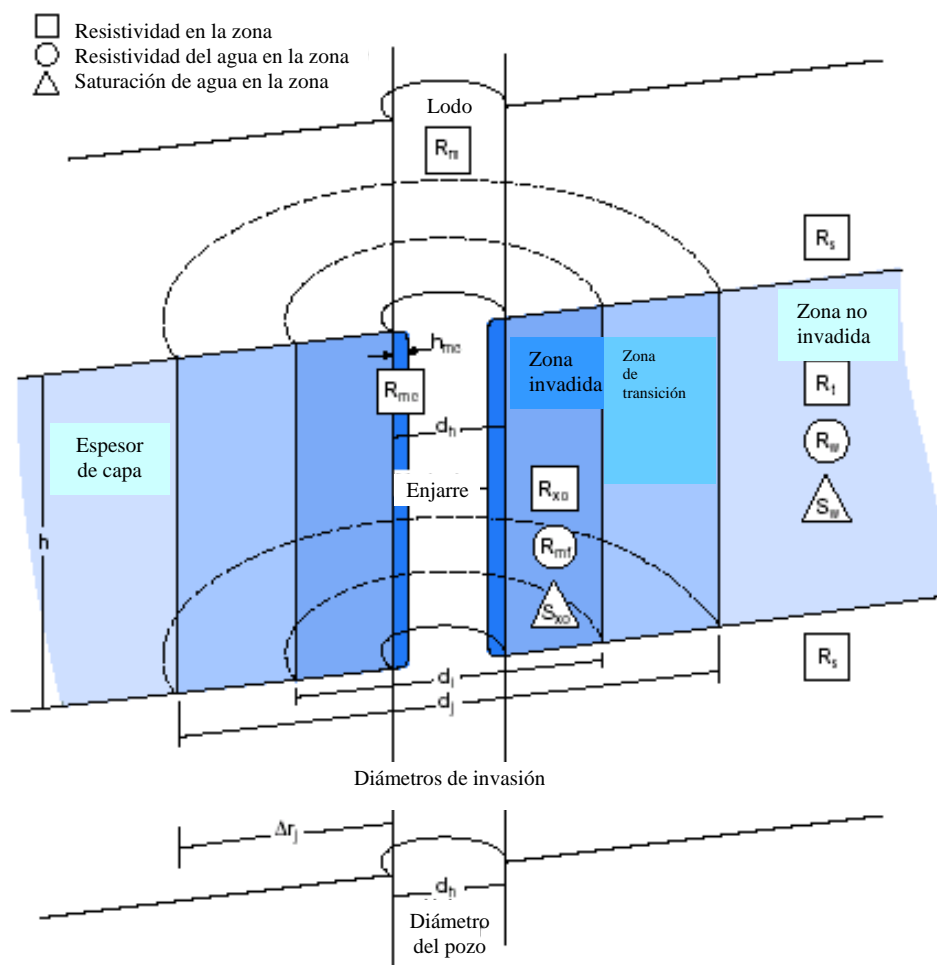 Resistividad en la zona
Resistividad del agua en la zona
Saturación de agua en la zona
Lodo
Rm
Rs
Zona no
invadida
hmc
Zona
invadida
Zona
de
transición
Rmc
Rt
dh
Espesor
de capa
Rw
Enjarre
Rxo
Sw
h
Rmf
Sxo
Rs
di
dj
Diámetros de invasión
Δrj
dh
Diámetro
del pozo